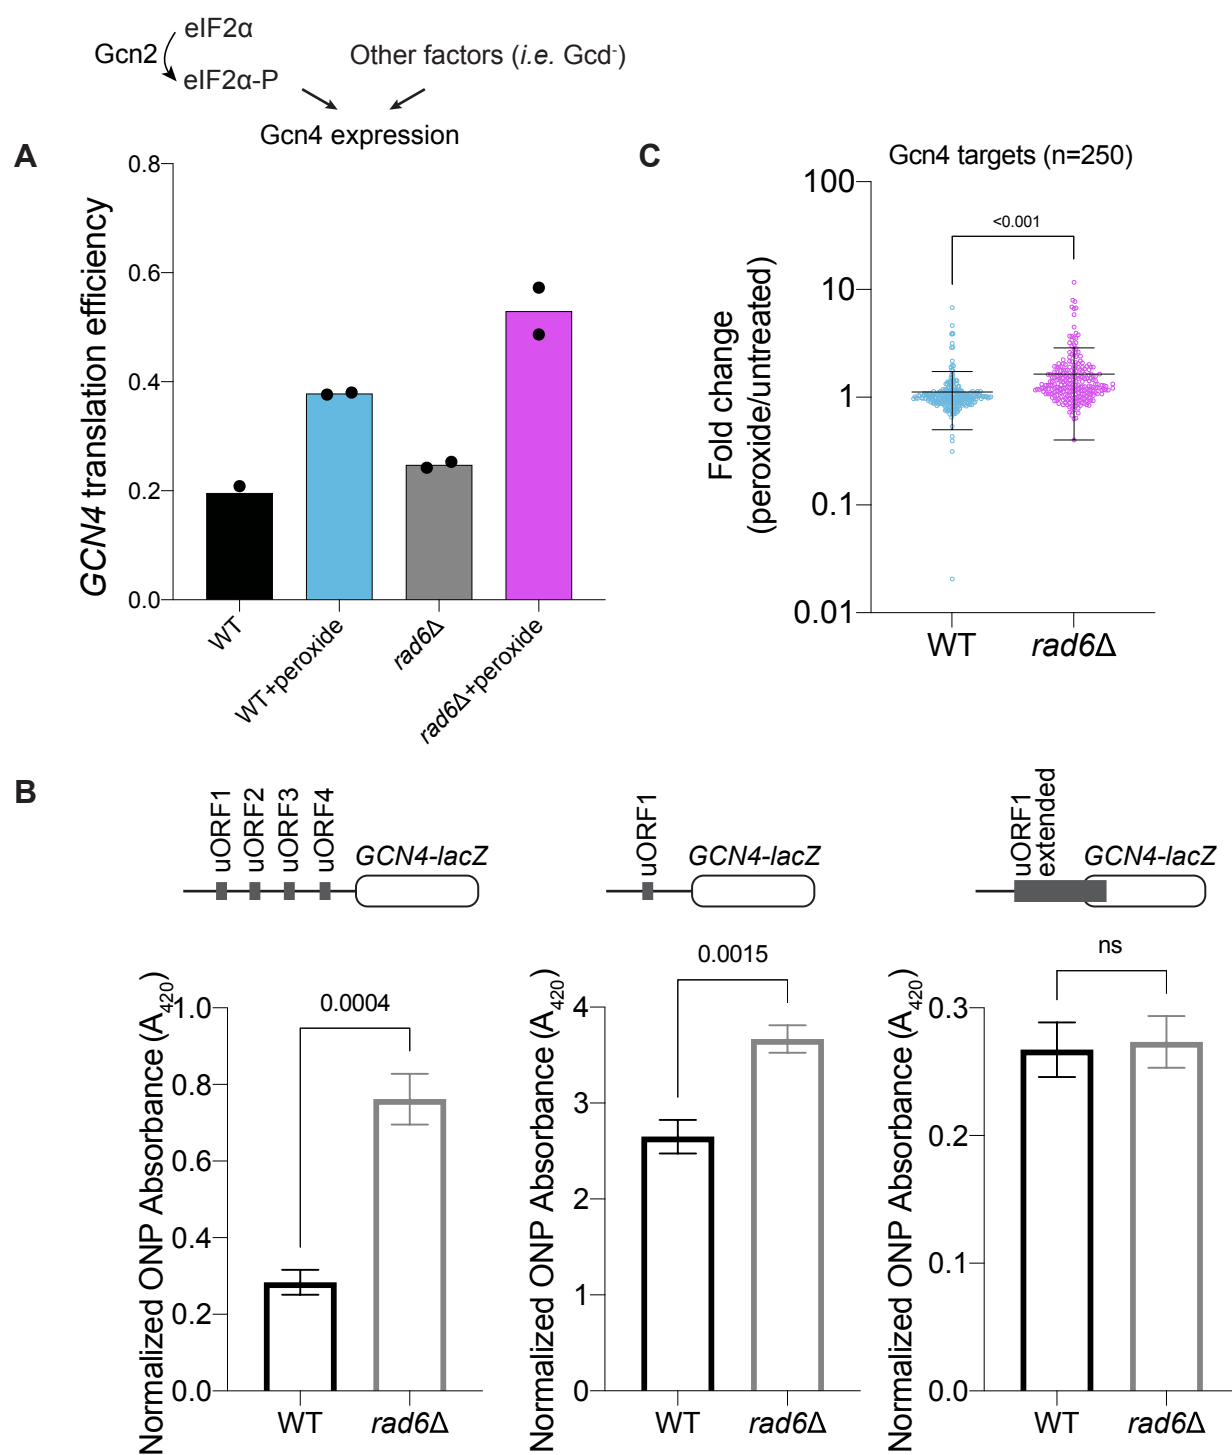 eIF2α
Gcn2
eIF2α-P
Other factors (i.e. Gcd-)
Gcn4 expression
A
GCN4 translation efficiency
0.8
0.6
0.4
0.2
0.0
WT
WT+peroxide
rad6Δ
rad6Δ+peroxide
C
Gcn4 targets (n=250)
Fold change
(peroxide/untreated)
100
10
1
0.1
0.01
<0.001
WT
rad6Δ
B
uORF1
uORF2
uORF3
uORF4
GCN4-lacZ
Normalized ONP Absorbance (A420)
1.0
0.8
0.6
0.4
0.2
0.0
0.0004
WT
rad6Δ
uORF1
GCN4-lacZ
Normalized ONP Absorbance (A420)
4
3
2
1
0
0.0015
WT
rad6Δ
uORF1
extended
GCN4-lacZ
Normalized ONP Absorbance (A420)
0.3
0.2
0.1
0.0
ns
WT
rad6Δ